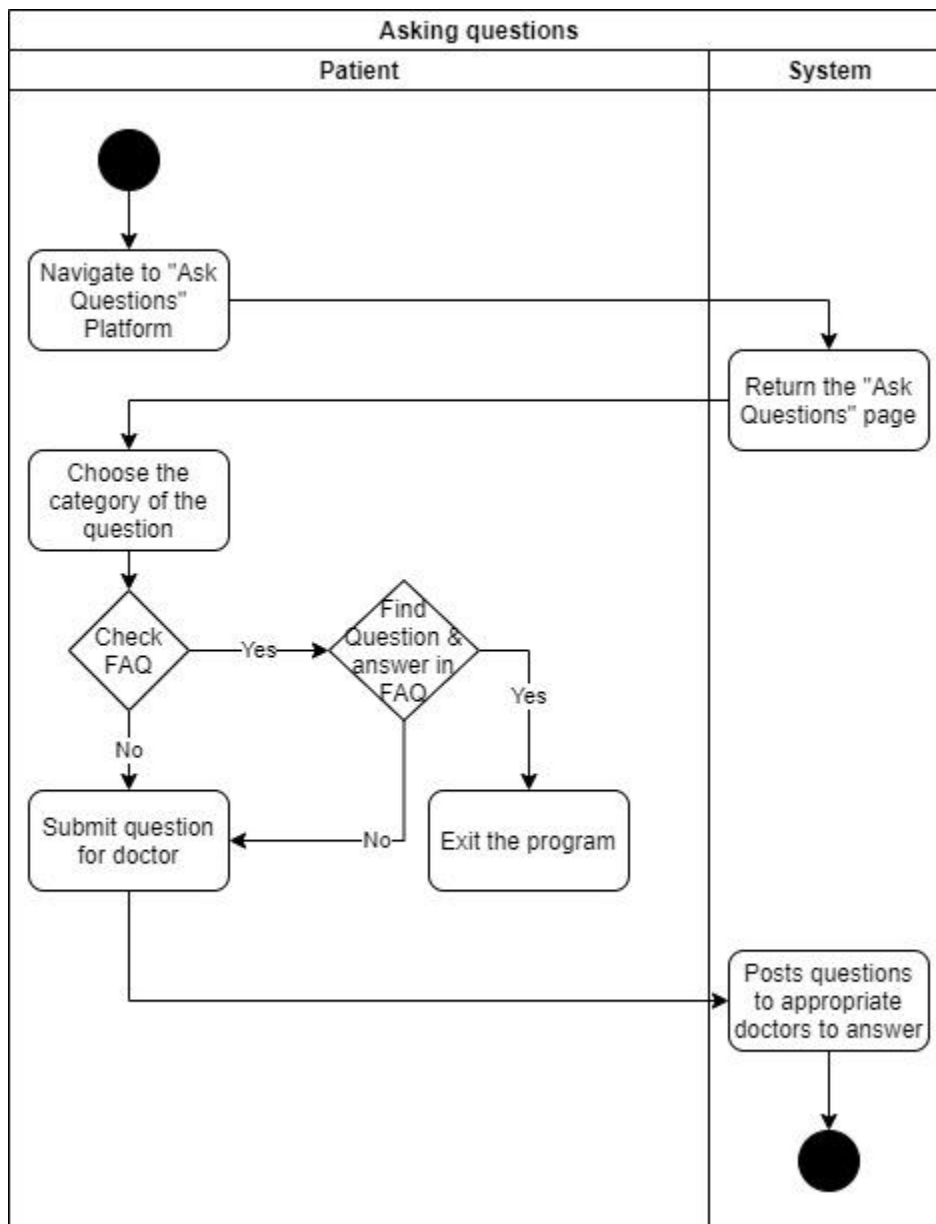 Asking questions
Patient
System
Navigate to "Ask
Questions"
Platform
Return the "Ask
Questions" page
Choose the
category of the
question
Check
FAQ
Yes
Find
Question &
answer in
FAQ
Yes
No
Submit question
for doctor
No
Exit the program
Posts questions
to appropriate
doctors to answer